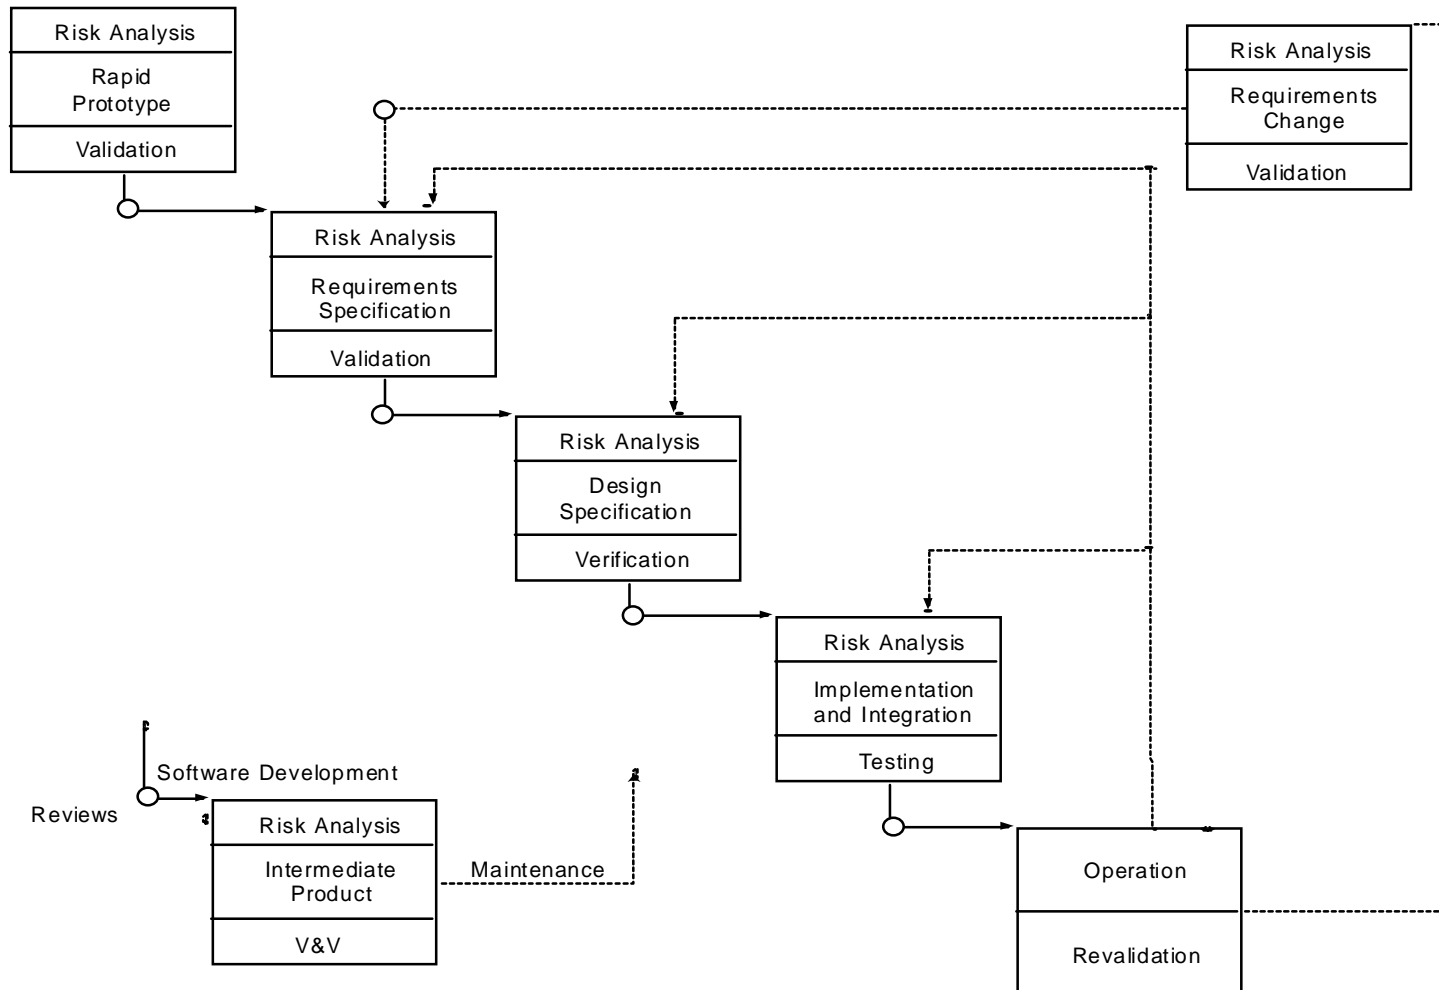 Risk Analysis
Rapid
Prototype
Validation
Risk Analysis
Requirements
Change
Validation
Risk Analysis
Requirements
Specification
Validation
Risk Analysis
Design
Specification
Verification
Risk Analysis
Implementation
and Integration
Testing
Software Development
Reviews
Risk Analysis
Intermediate
Product
V&V
Maintenance
Operation
Revalidation